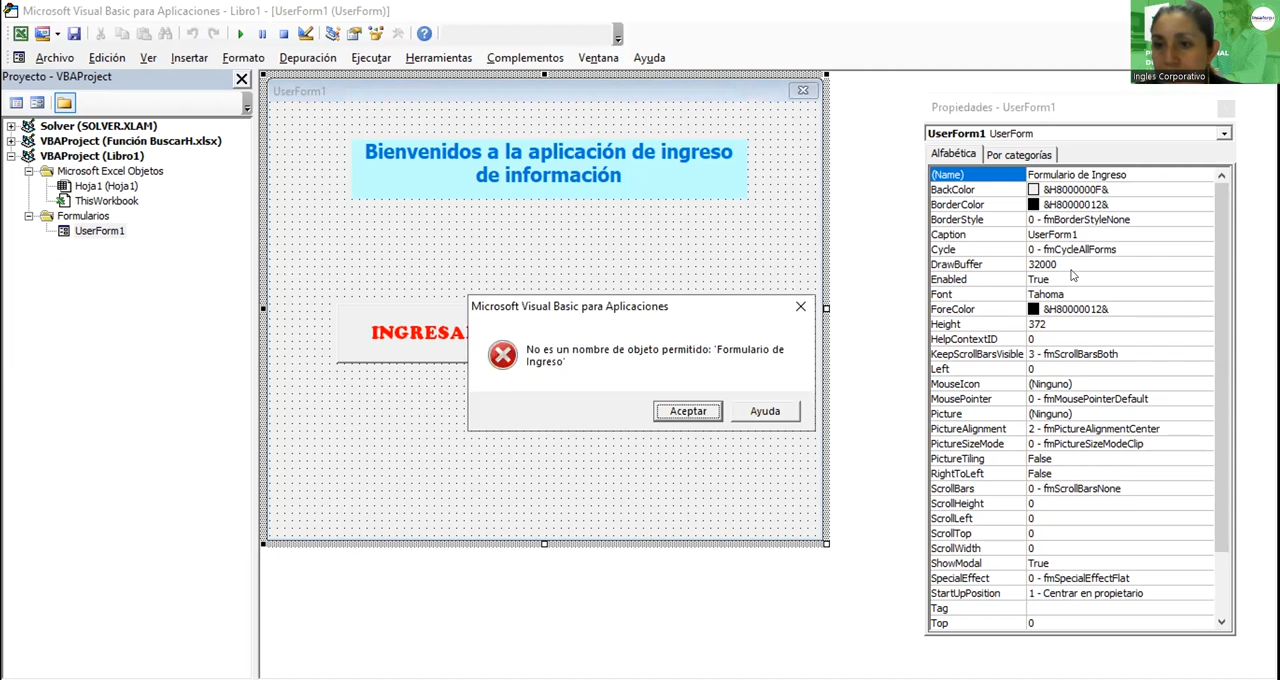 Microsoft Visual Basic para Aplicaciones - Libro1 - [UserForm1 (UserForm)]
Archivo Edición Ver Insertar Formato Depuración Ejecutar Herramientas Complementos Ventana Ayuda
Proyecto - VBAProject
Solver (SOLVER.XLAM)
VBAProject (Función BuscarH.xlsx)
VBAProject (Libro1)
Microsoft Excel Objetos
Hoja1 (Hoja1)
ThisWorkbook
Formularios
UserForm1
UserForm1
Bienvenidos a la aplicación de ingreso
de información
INGRESA
Microsoft Visual Basic para Aplicaciones
No es un nombre de objeto permitido: 'Formulario de
Ingreso'
Aceptar Ayuda
Ingles Corporativo
Propiedades - UserForm1
UserForm1 UserForm
Alfabética Por categorías
(Name) Formulario de Ingreso
BackColor &H8000000F&
BorderColor &H80000012&
BorderStyle 0 - fmBorderStyleNone
Caption UserForm1
Cycle 0 - fmCycleAllForms
DrawBuffer 32000
Enabled True
Font Tahoma
ForeColor &H80000012&
Height 372
HelpContextID 0
KeepScrollBarsVisible 3 - fmScrollBarsBoth
Left 0
MouseIcon (Ninguno)
MousePointer 0 - fmMousePointerDefault
Picture (Ninguno)
PictureAlignment 2 - fmPictureAlignmentCenter
PictureSizeMode 0 - fmPictureSizeModeClip
PictureTiling False
RightToLeft False
ScrollBars 0 - fmScrollBarsNone
ScrollHeight 0
ScrollLeft 0
ScrollTop 0
ScrollWidth 0
ShowModal True
SpecialEffect 0 - fmSpecialEffectFlat
StartUpPosition 1 - Centrar en propietario
Tag
Top 0